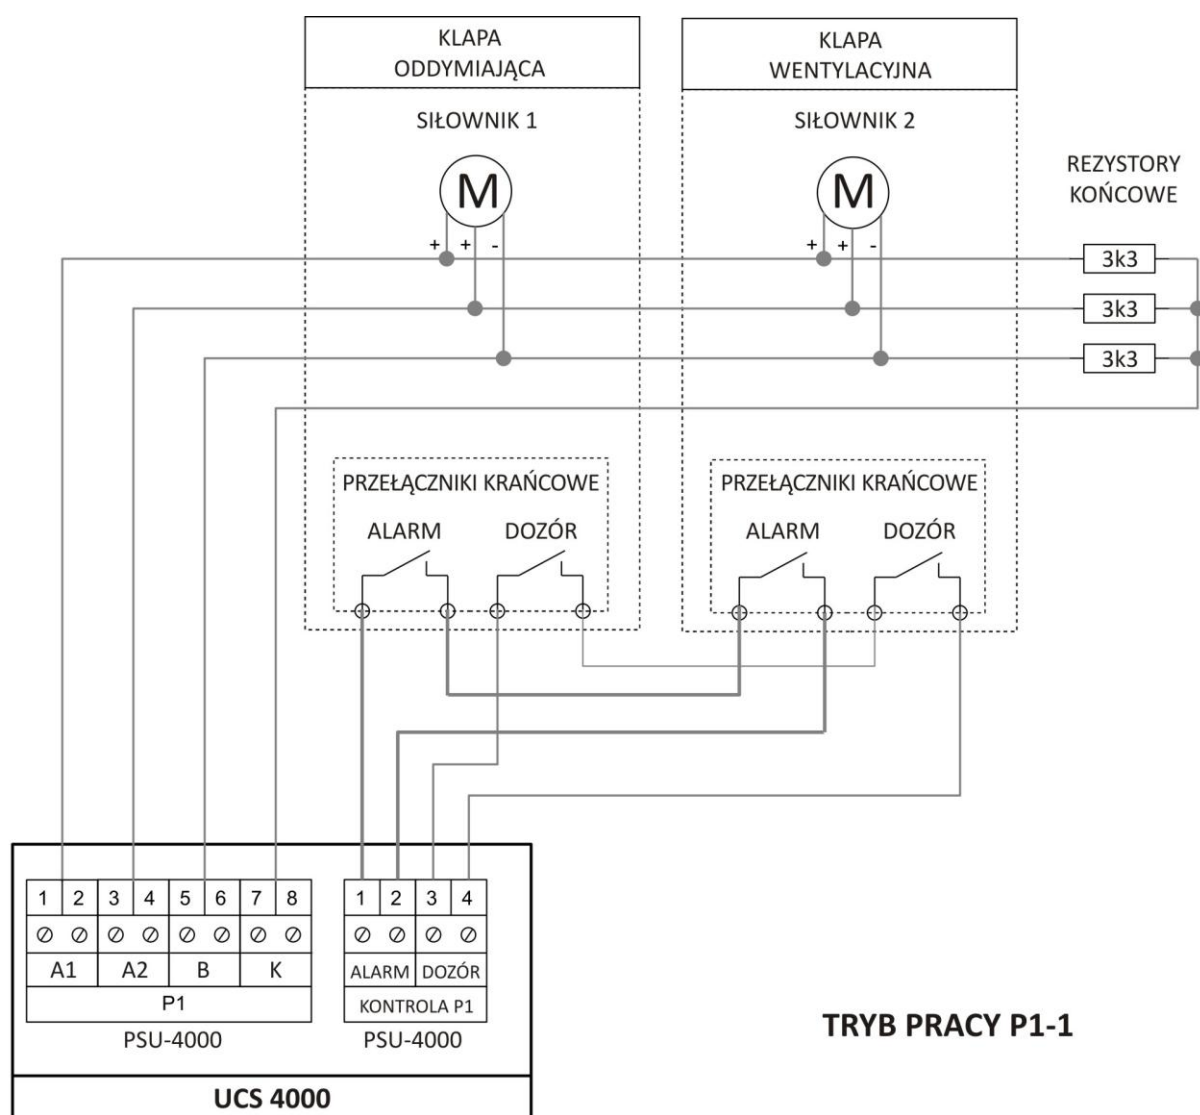 KLAPA
ODDYMIAJĄCA
KLAPA
WENTYLACYJNA
SIŁOWNIK 1
SIŁOWNIK 2
REZYSTORY
KOŃCOWE
M
M
+ + -
+ + -
3k3
3k3
3k3
PRZEŁĄCZNIKI KRAŃCOWE
ALARM DOZÓR
PRZEŁĄCZNIKI KRAŃCOWE
ALARM DOZÓR
1 2 3 4 5 6 7 8
A1 A2 B K
P1
PSU-4000
1 2 3 4
ALARM DOZÓR
KONTROLA P1
PSU-4000
UCS 4000
TRYB PRACY P1-1